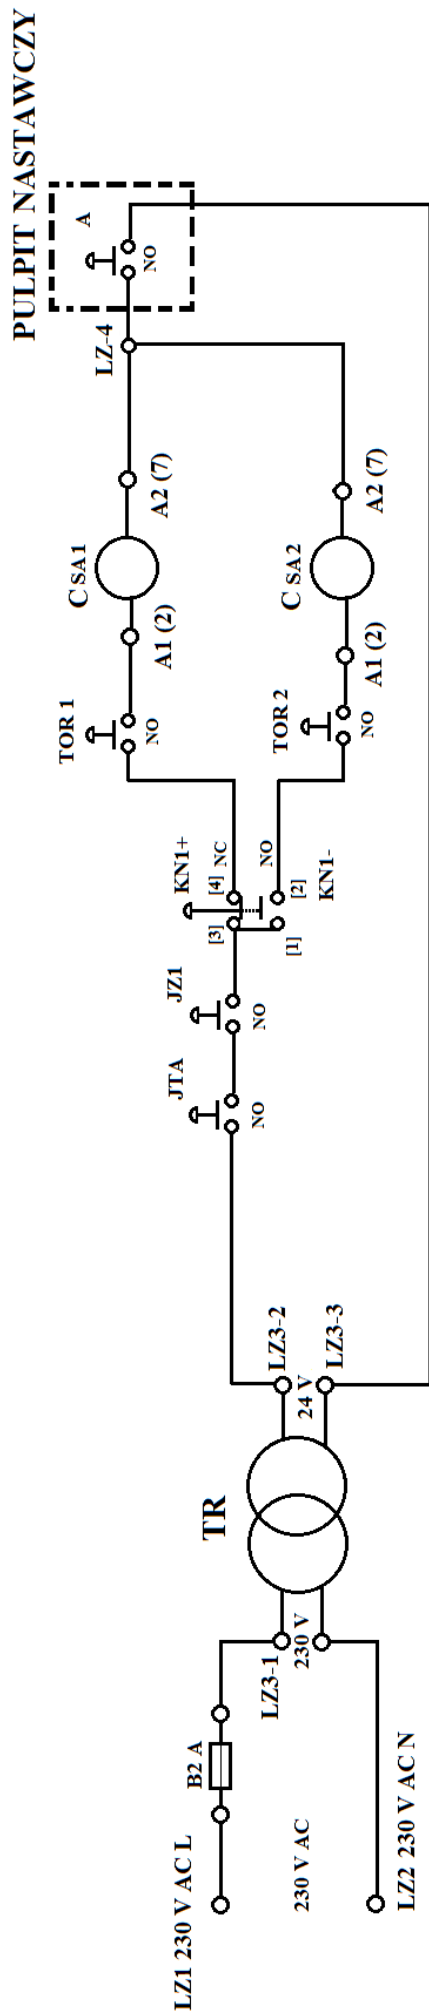 PULPIT NASTAWCZY
A
NO
LZ-4
A2 (7)
C SA1
A1 (2)
TOR 1
NO
A2 (7)
C SA2
A1 (2)
TOR 2
NO
KN1+
[4] NC
[3]
NO
[2]
[1]
KN1-
JZ1
NO
JTA
NO
LZ3-2
24 V
LZ3-3
TR
LZ3-1
230 V
B2 A
LZ1 230 V AC L
230 V AC
LZ2 230 V AC N